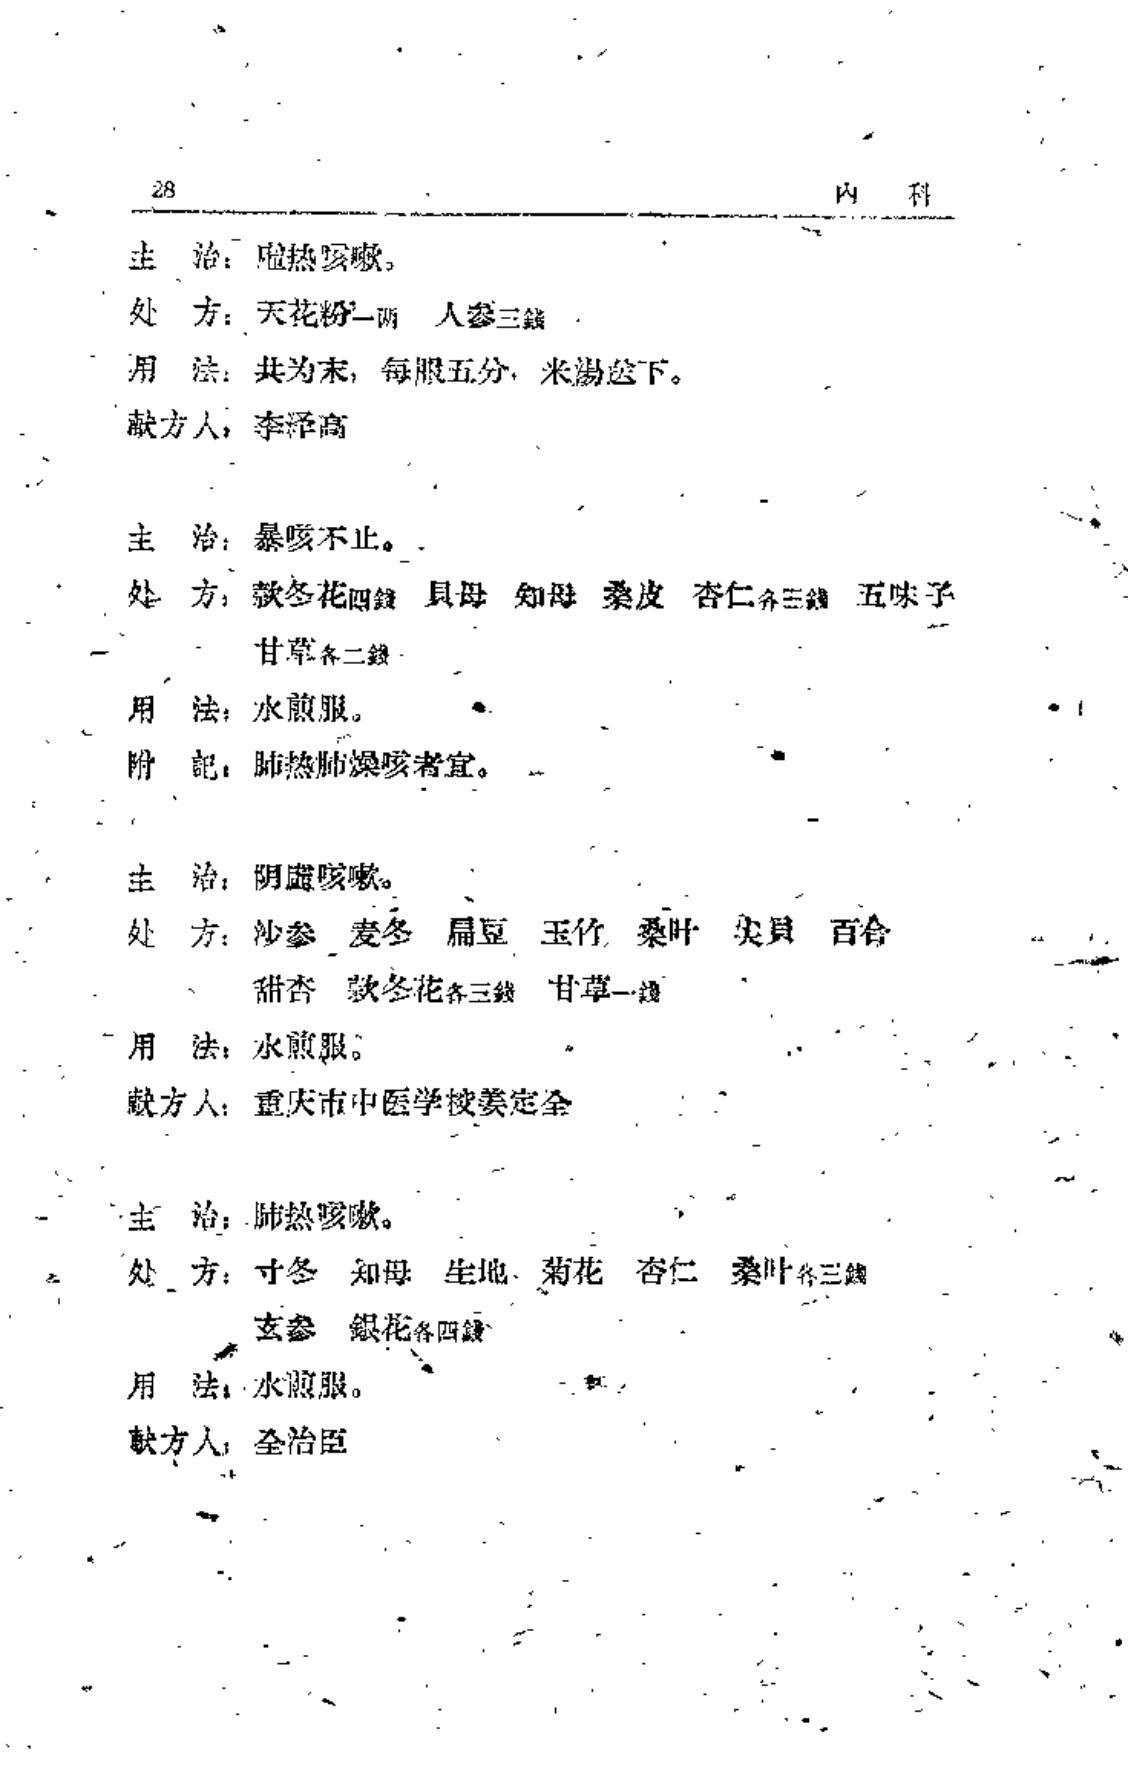 28 内 科
主 治：热咳嗽。
处 方：天花粉一两 人参三錢
用 法：共为末，每服五分，米湯送下。
献方人：李泽高
主 治：暴咳不止。
处 方：款冬花四錢 貝母 知母 桑皮 杏仁各三錢 五味子
甘草各二錢
用 法：水煎服。
附 記：肺热肺燥咳者宜。
主 治：阴虛咳嗽。
处 方：沙参 麦冬 扁豆 玉竹 桑叶 尖貝 百合
甜杏 款冬花各三錢 甘草一錢
用 法：水煎服。
献方人：重庆市中医学校姜定全
主 治：肺热咳嗽。
处 方：寸冬 知母 生地 菊花 杏仁 桑叶各三錢
玄参 銀花各四錢
用 法：水煎服。
献方人：全治臣